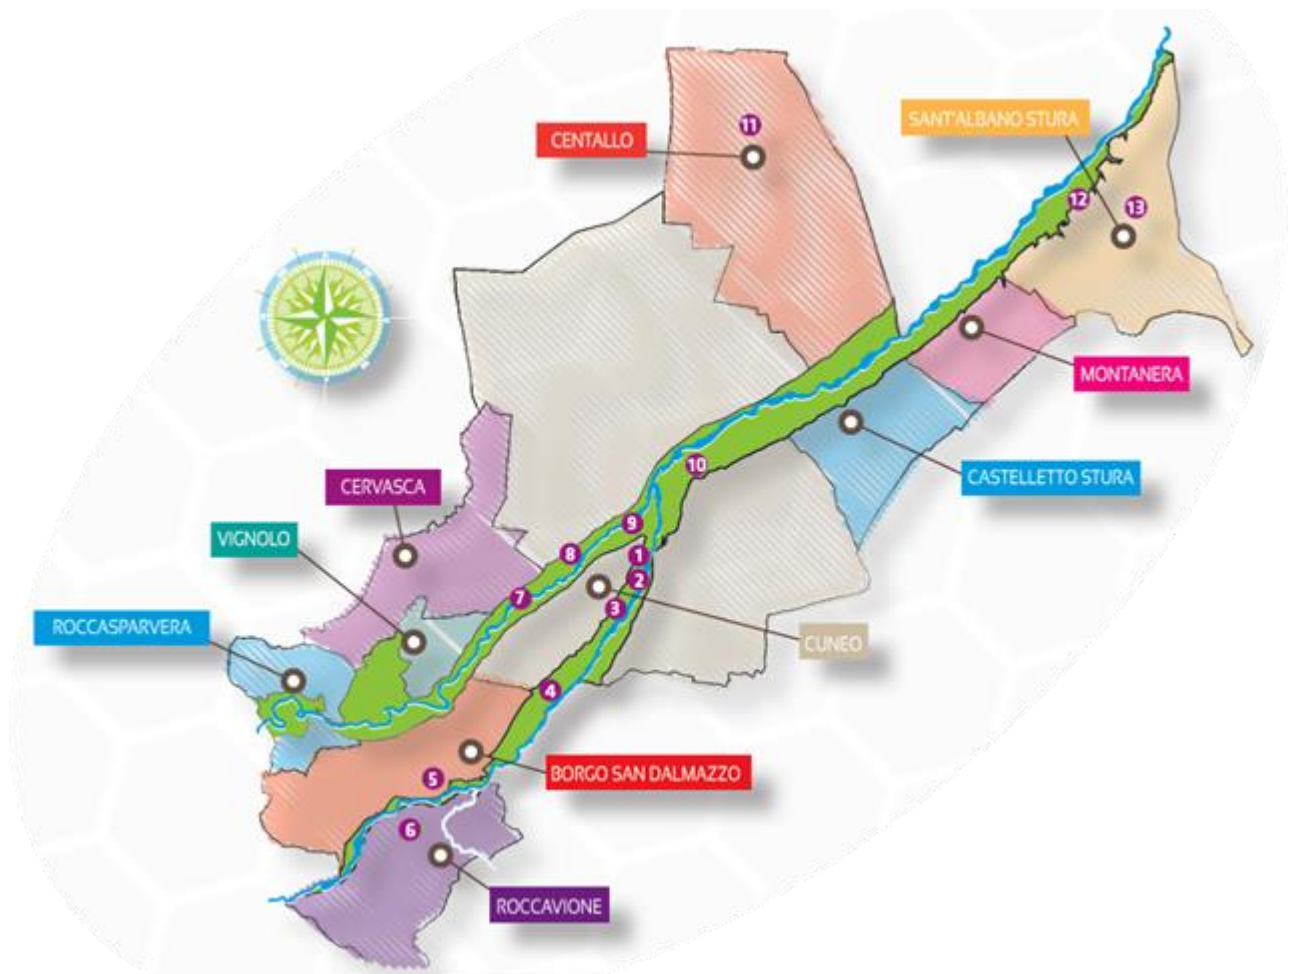 11
CENTALLO
SANT'ALBANO STURA
12
13
MONTANERA
10
CASTELLETTO STURA
CERVASCA
9
VIGNOLO
8
1
2
7
3
ROCCASPARVERA
CUNEO
4
5
BORGO SAN DALMAZZO
6
ROCCAVIONE